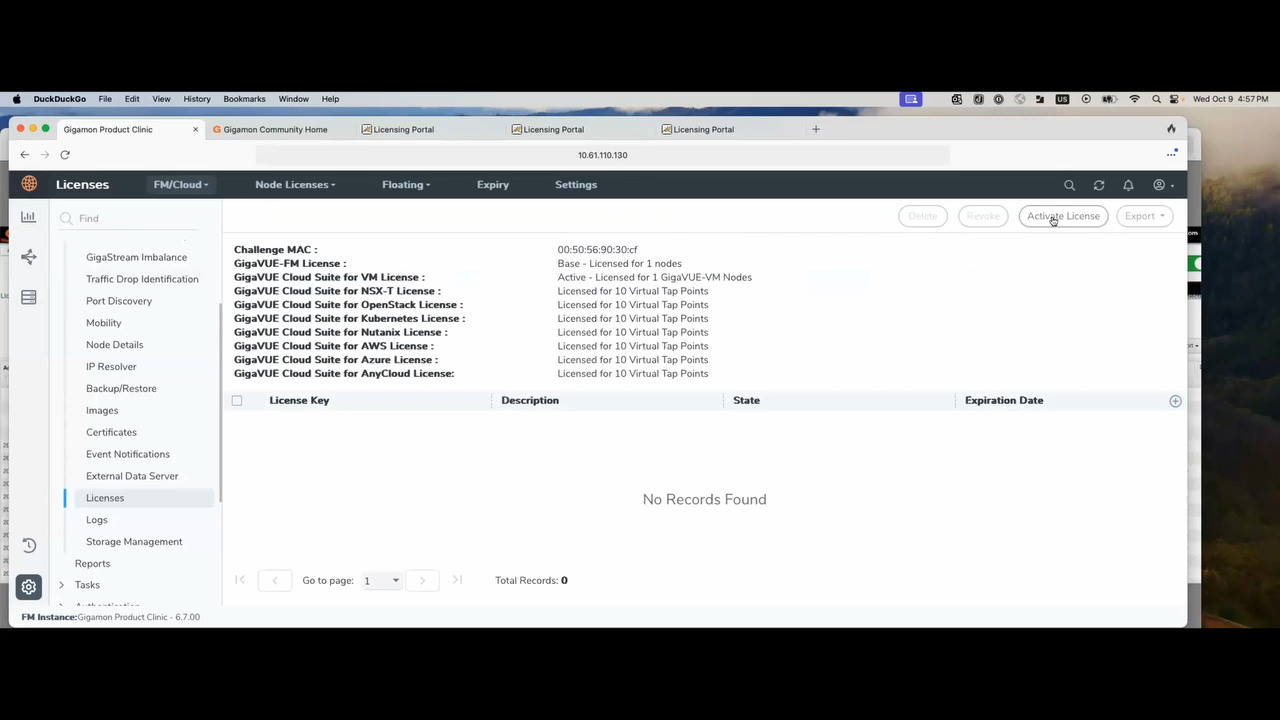 DuckDuckGo File Edit View History Bookmarks Window Help US Wed Oct 9 4:57 PM
Gigamon Product Clinic Gigamon Community Home Licensing Portal Licensing Portal Licensing Portal
10.61.110.130
Licenses FM/Cloud Node Licenses Floating Expiry Settings
Find
Delete Revoke Activate License Export
GigaStream Imbalance
Traffic Drop Identification
Port Discovery
Mobility
Node Details
IP Resolver
Backup/Restore
Images
Certificates
Event Notifications
External Data Server
Licenses
Logs
Storage Management
Reports
Tasks
Challenge MAC : 00:50:56:90:30:cf
GigaVUE-FM License : Base - Licensed for 1 nodes
GigaVUE Cloud Suite for VM License : Active - Licensed for 1 GigaVUE-VM Nodes
GigaVUE Cloud Suite for NSX-T License : Licensed for 10 Virtual Tap Points
GigaVUE Cloud Suite for OpenStack License : Licensed for 10 Virtual Tap Points
GigaVUE Cloud Suite for Kubernetes License : Licensed for 10 Virtual Tap Points
GigaVUE Cloud Suite for Nutanix License : Licensed for 10 Virtual Tap Points
GigaVUE Cloud Suite for AWS License : Licensed for 10 Virtual Tap Points
GigaVUE Cloud Suite for Azure License : Licensed for 10 Virtual Tap Points
GigaVUE Cloud Suite for AnyCloud License: Licensed for 10 Virtual Tap Points
License Key Description State Expiration Date
No Records Found
Go to page: 1 Total Records: 0
FM Instance:Gigamon Product Clinic - 6.7.00